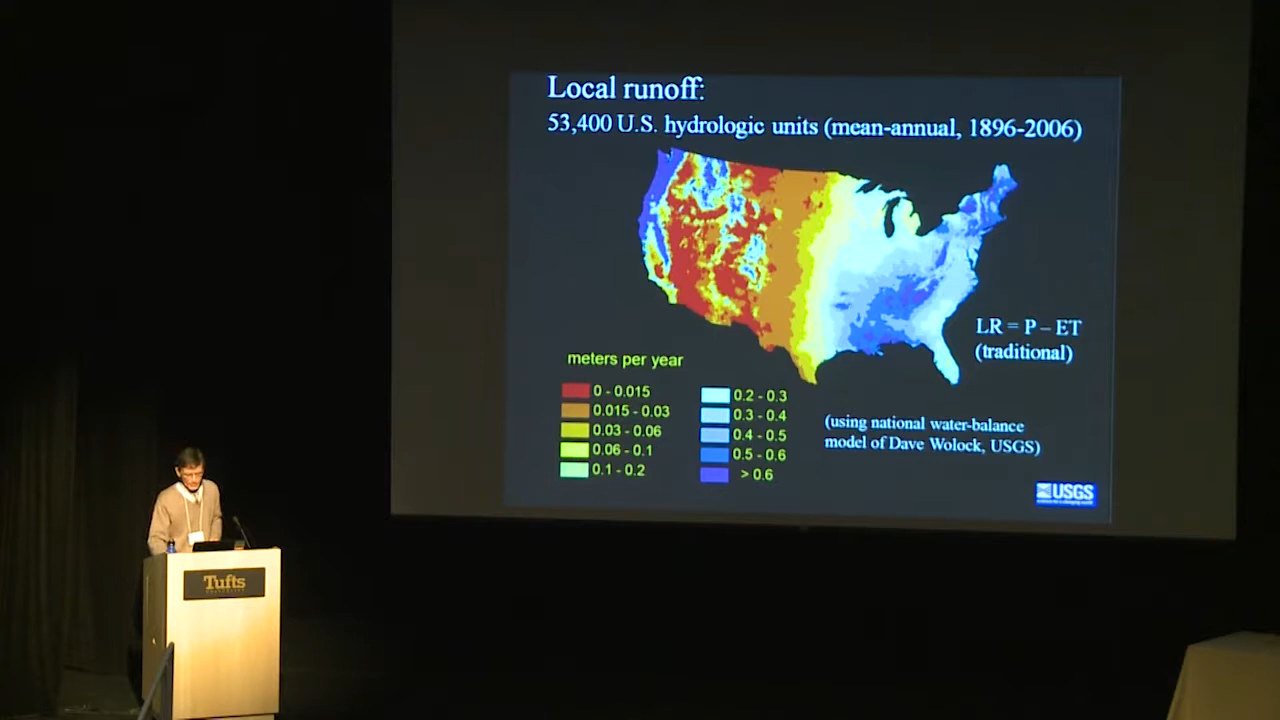 Local runoff:
53,400 U.S. hydrologic units (mean-annual, 1896-2006)
LR = P – ET
(traditional)
meters per year
0 - 0.015
0.015 - 0.03
0.03 - 0.06
0.06 - 0.1
0.1 - 0.2
0.2 - 0.3
0.3 - 0.4
0.4 - 0.5
0.5 - 0.6
> 0.6
(using national water-balance
model of Dave Wolock, USGS)
USGS
Tufts